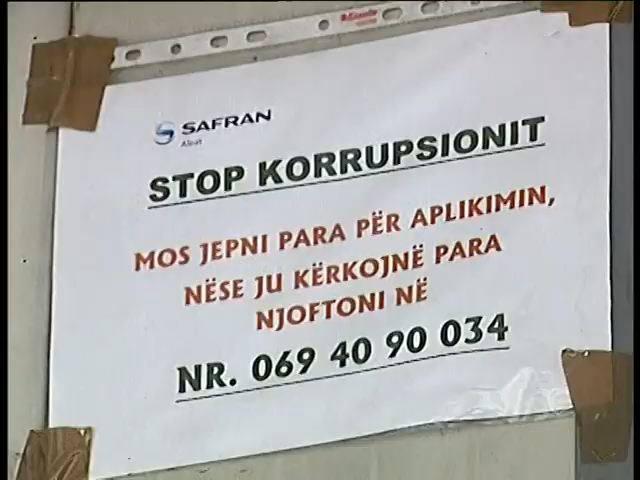 SAFRAN
Aleat
STOP KORRUPSIONIT
MOS JEPNI PARA PËR APLIKIMIN,
NËSE JU KËRKOJNË PARA
NJOFTONI NË
NR. 069 40 90 034